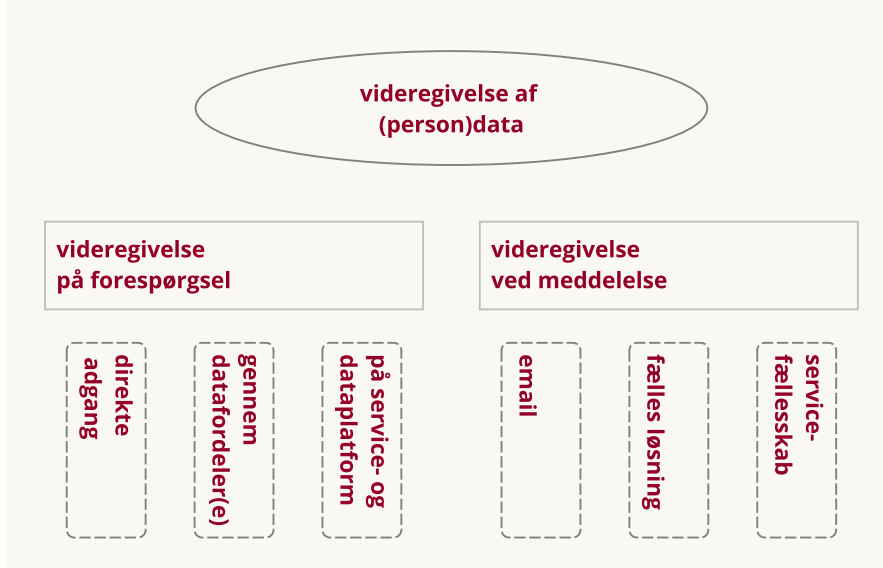 videregivelse af
(person)data
videregivelse
på forespørgsel
videregivelse
ved meddelelse
direkte
adgang
gennem
datafordeler(e)
på service- og
dataplatform
email
fælles løsning
service-
fællesskab